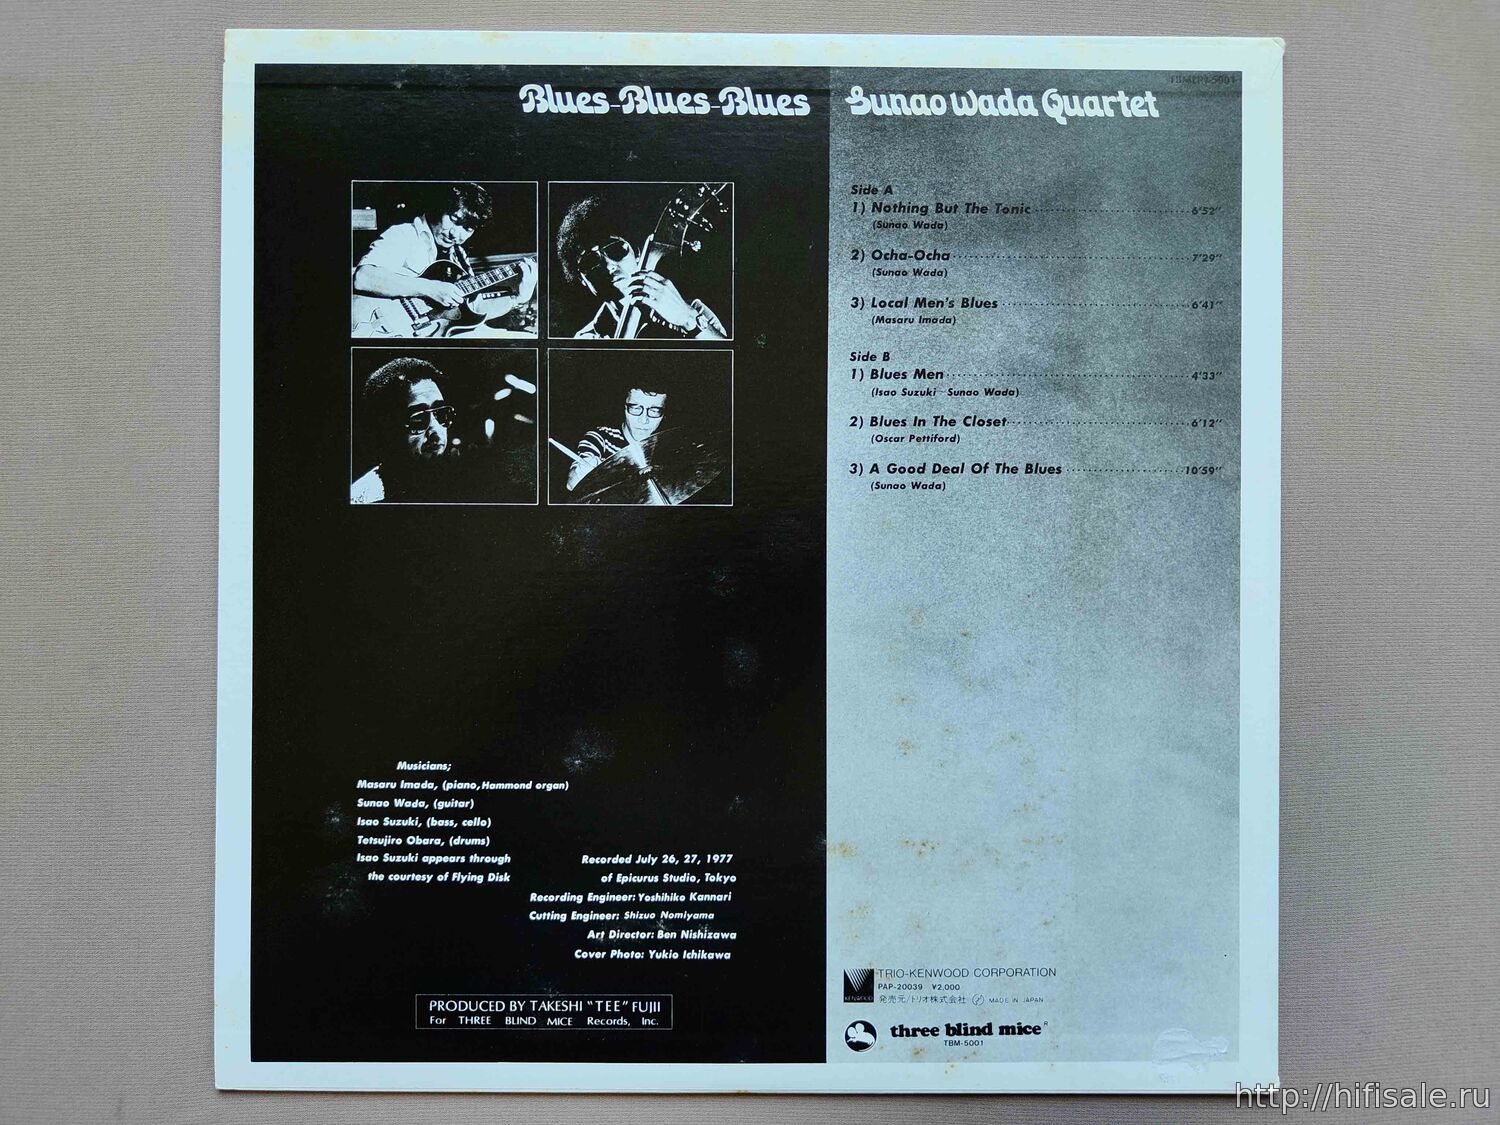 Blues-Blues-Blues
Sunao Wada Quartet
Side A
1) Nothing But The Tonic 6'52"
(Sunao Wada)
2) Ocha-Ocha 7'29"
(Sunao Wada)
3) Local Men's Blues 6'41"
(Masaru Imada)
Side B
1) Blues Men 4'33"
(Isao Suzuki—Sunao Wada)
2) Blues In The Closet 6'12"
(Oscar Pettiford)
3) A Good Deal Of The Blues 10'59"
(Sunao Wada)
Musicians;
Masaru Imada, (piano, Hammond organ)
Sunao Wada, (guitar)
Isao Suzuki, (bass, cello)
Tetsujiro Obara, (drums)
Isao Suzuki appears through
the courtesy of Flying Disk
Recorded July 26, 27, 1977
of Epicurus Studio, Tokyo
Recording Engineer: Yoshihiko Kannari
Cutting Engineer: Shizuo Nomiyama
Art Director: Ben Nishizawa
Cover Photo: Yukio Ichikawa
PRODUCED BY TAKESHI "TEE" FUJII
For THREE BLIND MICE Records, Inc.
KENWOOD
TRIO-KENWOOD CORPORATION
PAP-20039 ¥2,000
発売元/トリオ株式会社 MADE IN JAPAN
three blind mice R
TBM-5001
http://hifisale.ru